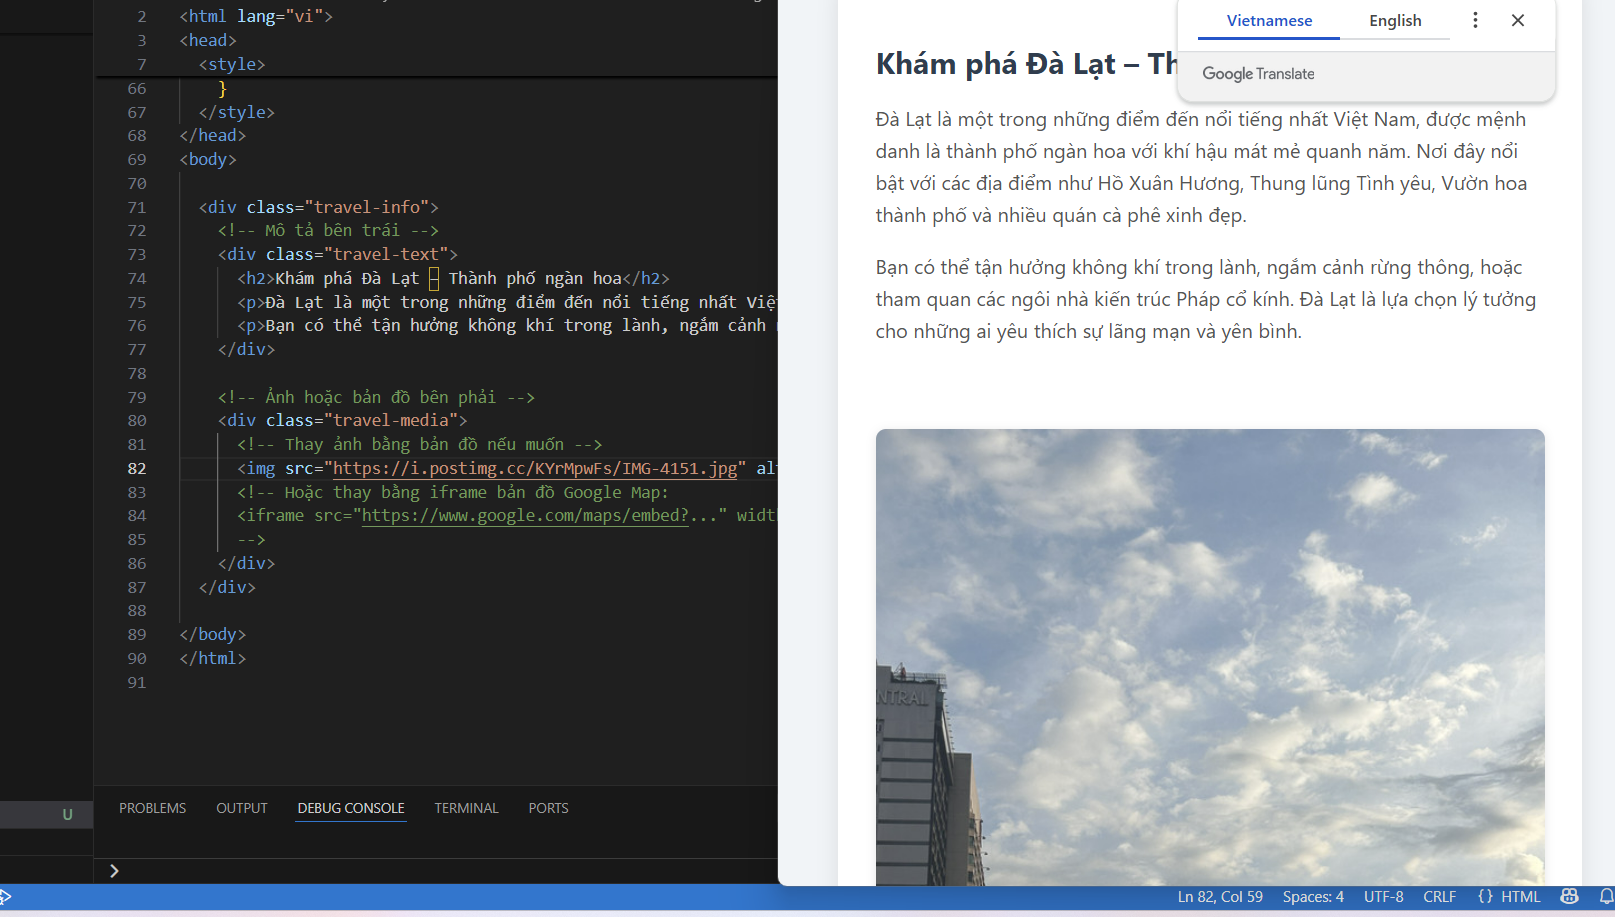 2 <html lang="vi">
3 <head>
7 <style>
66 }
67 </style>
68 </head>
69 <body>
70
71 <div class="travel-info">
72 <!-- Mô tả bên trái -->
73 <div class="travel-text">
74 <h2>Khám phá Đà Lạt – Thành phố ngàn hoa</h2>
75 <p>Đà Lạt là một trong những điểm đến nổi tiếng nhất Việt
76 <p>Bạn có thể tận hưởng không khí trong lành, ngắm cảnh
77 </div>
78
79 <!-- Ảnh hoặc bản đồ bên phải -->
80 <div class="travel-media">
81 <!-- Thay ảnh bằng bản đồ nếu muốn -->
82 <img src="https://i.postimg.cc/KYrMpwFs/IMG-4151.jpg" alt
83 <!-- Hoặc thay bằng iframe bản đồ Google Map:
84 <iframe src="https://www.google.com/maps/embed?..." width
85 -->
86 </div>
87 </div>
88
89 </body>
90 </html>
91
U
PROBLEMS OUTPUT DEBUG CONSOLE TERMINAL PORTS
Vietnamese English
Google Translate
Khám phá Đà Lạt – Th
Đà Lạt là một trong những điểm đến nổi tiếng nhất Việt Nam, được mệnh
danh là thành phố ngàn hoa với khí hậu mát mẻ quanh năm. Nơi đây nổi
bật với các địa điểm như Hồ Xuân Hương, Thung lũng Tình yêu, Vườn hoa
thành phố và nhiều quán cà phê xinh đẹp.
Bạn có thể tận hưởng không khí trong lành, ngắm cảnh rừng thông, hoặc
tham quan các ngôi nhà kiến trúc Pháp cổ kính. Đà Lạt là lựa chọn lý tưởng
cho những ai yêu thích sự lãng mạn và yên bình.
NTRAL
Ln 82, Col 59 Spaces: 4 UTF-8 CRLF {} HTML